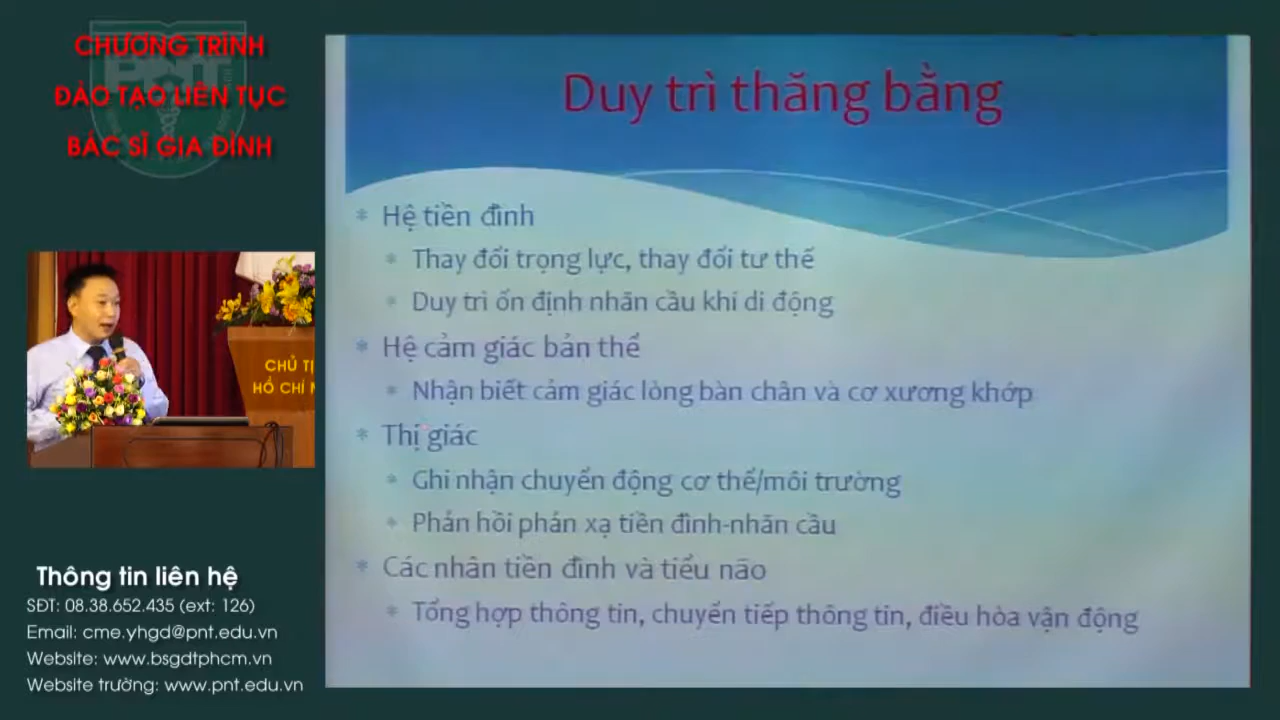 CHƯƠNG TRÌNH
ĐÀO TẠO LIÊN TỤC
BÁC SĨ GIA ĐÌNH
PNT
Duy trì thăng bằng
Hệ tiền đình
Thay đổi trọng lực, thay đổi tư thế
Duy trì ổn định nhãn cầu khi di động
Hệ cảm giác bản thể
Nhận biết cảm giác lòng bàn chân và cơ xương khớp
Thị giác
Ghi nhận chuyển động cơ thể/môi trường
Phản hồi phản xạ tiền đình-nhãn cầu
Các nhân tiền đình và tiểu não
Tổng hợp thông tin, chuyển tiếp thông tin, điều hòa vận động
CHỦ TỊ
HỒ CHÍ M
Thông tin liên hệ
SĐT: 08.38.652.435 (ext: 126)
Email: cme.yhgd@pnt.edu.vn
Website: www.bsgdtphcm.vn
Website trường: www.pnt.edu.vn